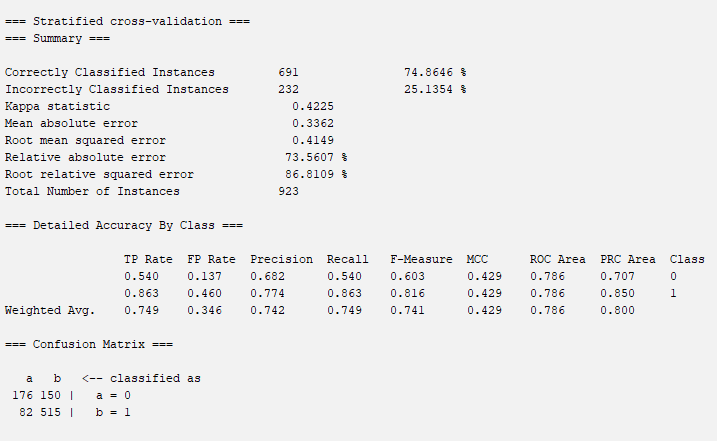 === Stratified cross-validation ===
=== Summary ===
Correctly Classified Instances 691 74.8646 %
Incorrectly Classified Instances 232 25.1354 %
Kappa statistic 0.4225
Mean absolute error 0.3362
Root mean squared error 0.4149
Relative absolute error 73.5607 %
Root relative squared error 86.8109 %
Total Number of Instances 923
=== Detailed Accuracy By Class ===
TP Rate FP Rate Precision Recall F-Measure MCC ROC Area PRC Area Class
0.540 0.137 0.682 0.540 0.603 0.429 0.786 0.707 0
0.863 0.460 0.774 0.863 0.816 0.429 0.786 0.850 1
Weighted Avg. 0.749 0.346 0.742 0.749 0.741 0.429 0.786 0.800
=== Confusion Matrix ===
a b <-- classified as
176 150 | a = 0
82 515 | b = 1